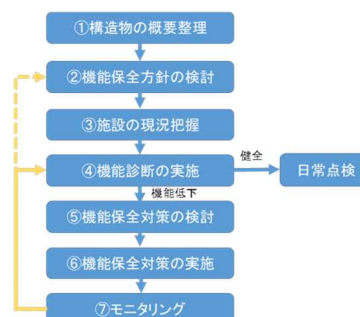 ①構造物の概要整理
②機能保全方針の検討
③施設の現況把握
④機能診断の実施
健全
日常点検
機能低下
⑤機能保全対策の検討
⑥機能保全対策の実施
⑦モニタリング